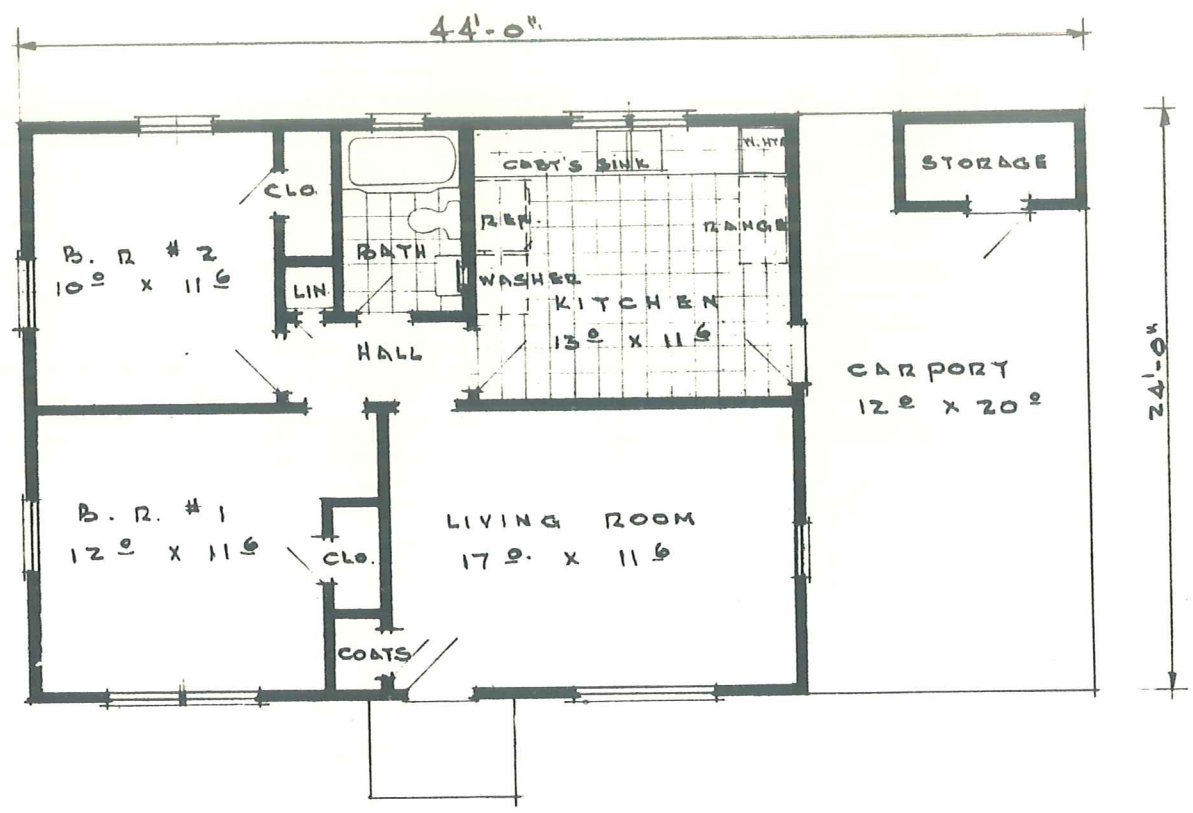 44'-0"
CLO.
B. R #2
10⁰ x 11⁶
LIN.
BATH
HALL
CABT'S SINK
W. HTR
REF.
RANGE
WASHER
KITCHEN
13⁰ x 11⁶
STORAGE
CARPORT
12⁰ x 20⁰
24'-0"
B. R. #1
12⁰ x 11⁶
CLO.
COATS
LIVING ROOM
17⁰ x 11⁶